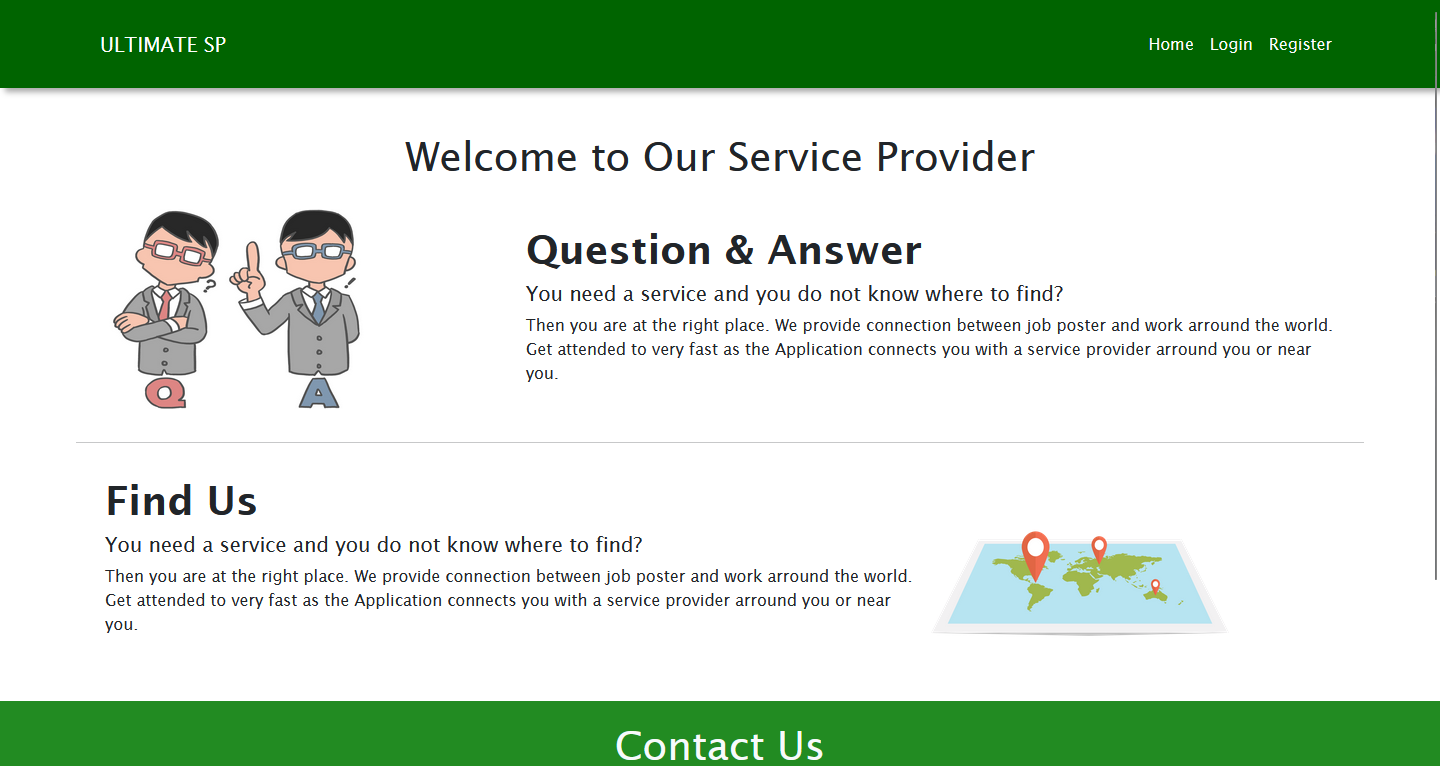 ULTIMATE SP
Home Login Register
Welcome to Our Service Provider
? !
Q A
Question & Answer
You need a service and you do not know where to find?
Then you are at the right place. We provide connection between job poster and work arround the world.
Get attended to very fast as the Application connects you with a service provider arround you or near
you.
Find Us
You need a service and you do not know where to find?
Then you are at the right place. We provide connection between job poster and work arround the world.
Get attended to very fast as the Application connects you with a service provider arround you or near
you.
Contact Us